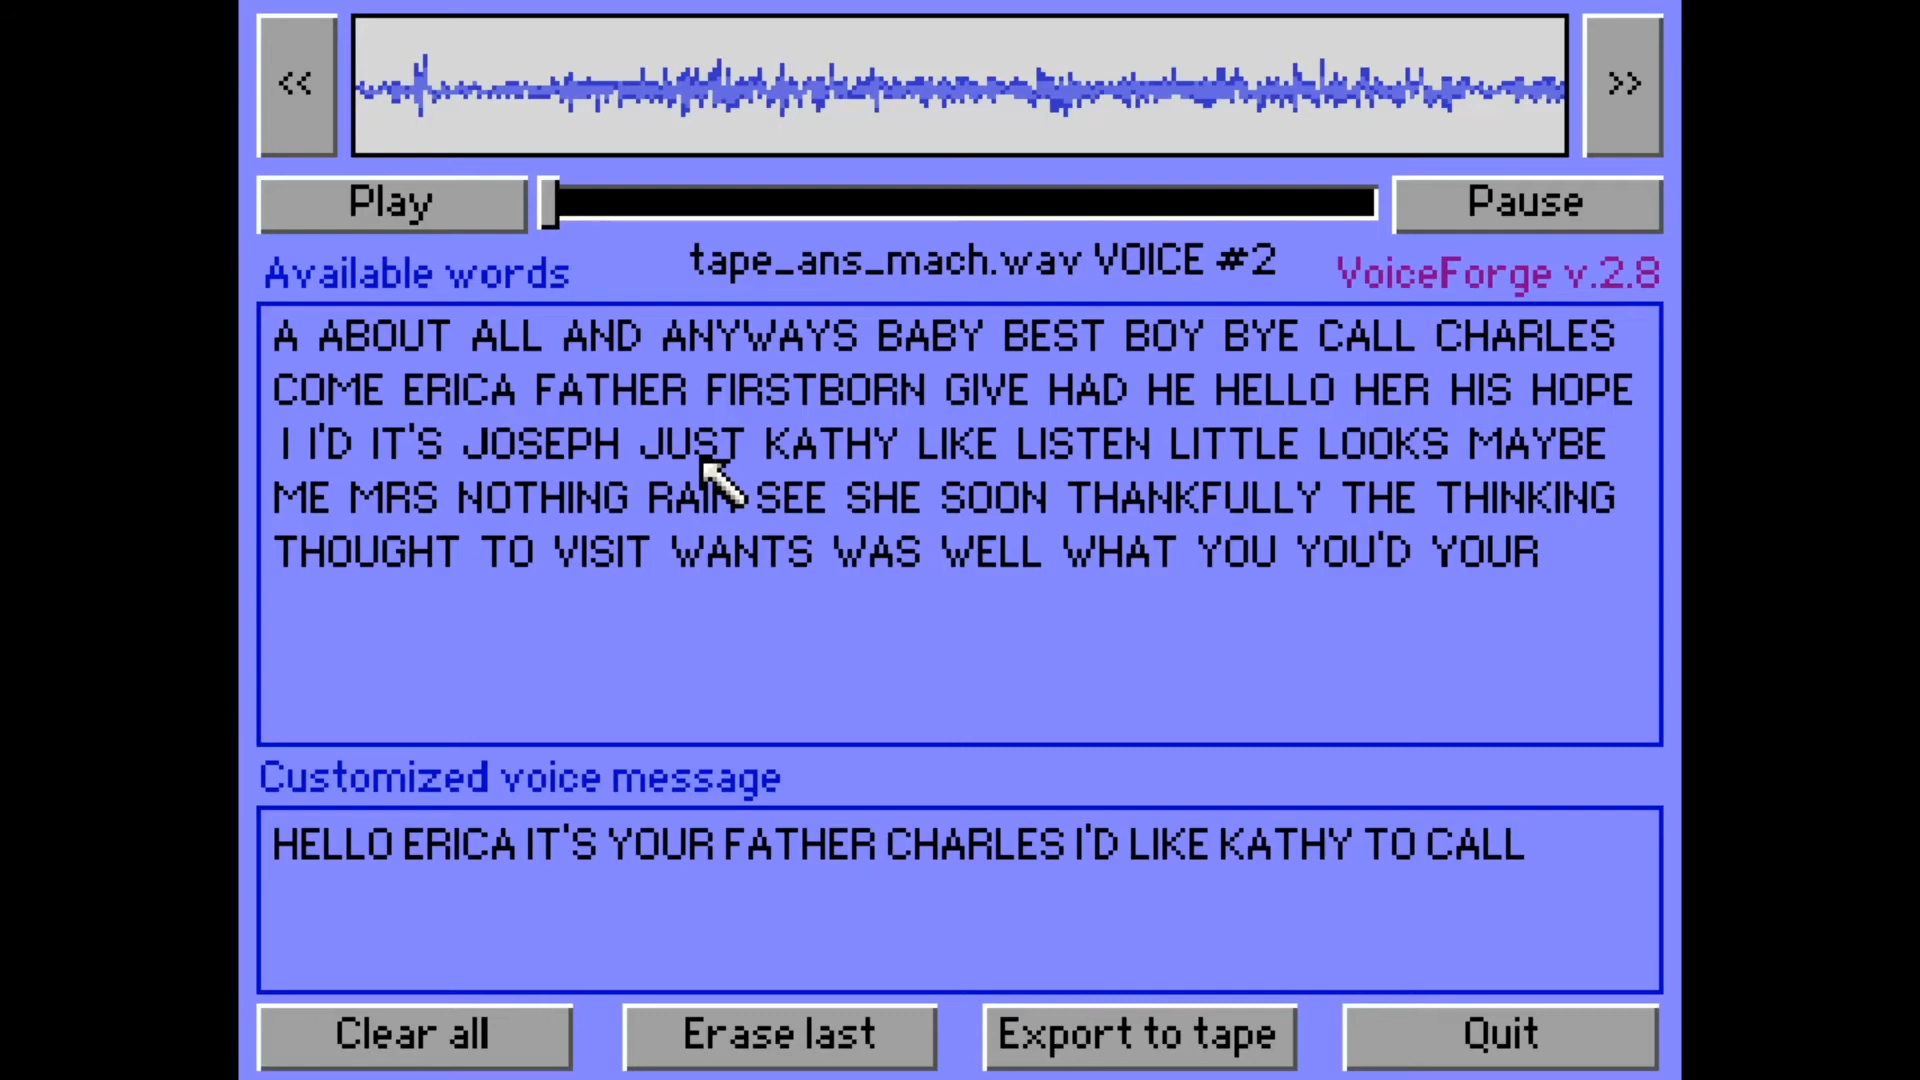 << >>
Play Pause
Available words tape_ans_mach.wav VOICE #2 VoiceForge v.2.8
A ABOUT ALL AND ANYWAYS BABY BEST BOY BYE CALL CHARLES
COME ERICA FATHER FIRSTBORN GIVE HAD HE HELLO HER HIS HOPE
I I'D IT'S JOSEPH JUST KATHY LIKE LISTEN LITTLE LOOKS MAYBE
ME MRS NOTHING RAIN SEE SHE SOON THANKFULLY THE THINKING
THOUGHT TO VISIT WANTS WAS WELL WHAT YOU YOU'D YOUR
Customized voice message
HELLO ERICA IT'S YOUR FATHER CHARLES I'D LIKE KATHY TO CALL
Clear all Erase last Export to tape Quit